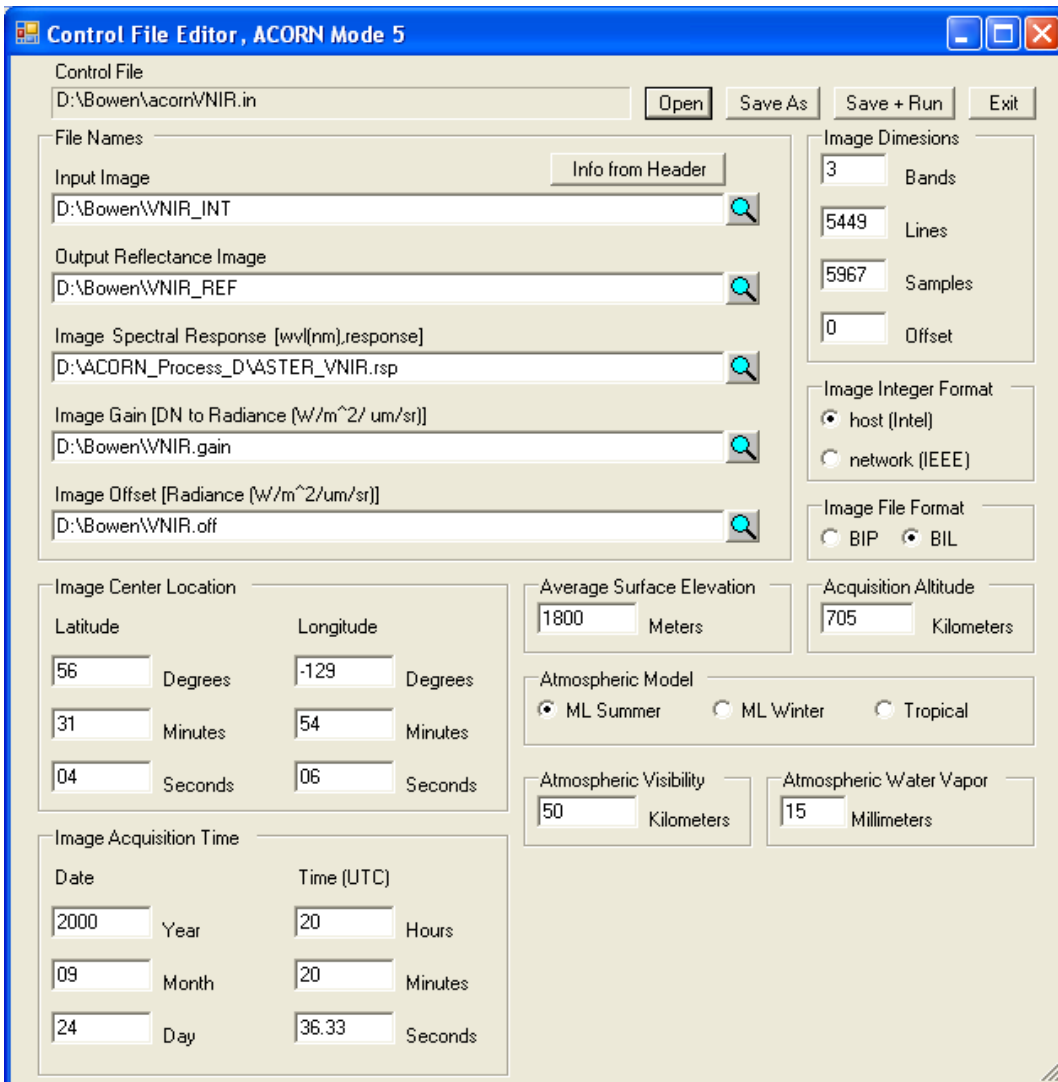 Control File Editor, ACORN Mode 5
Control File
D:\Bowen\acornVNIR.in
Open Save As Save + Run Exit
File Names
Info from Header
Input Image
D:\Bowen\VNIR_INT
Output Reflectance Image
D:\Bowen\VNIR_REF
Image Spectral Response [wvl(nm),response]
D:\ACORN_Process_D\ASTER_VNIR.rsp
Image Gain [DN to Radiance (W/m^2/ um/sr)]
D:\Bowen\VNIR.gain
Image Offset [Radiance (W/m^2/um/sr)]
D:\Bowen\VNIR.off
Image Dimesions
3 Bands
5449 Lines
5967 Samples
0 Offset
Image Integer Format
host (Intel)
network (IEEE)
Image File Format
BIP BIL
Image Center Location
Latitude Longitude
56 Degrees -129 Degrees
31 Minutes 54 Minutes
04 Seconds 06 Seconds
Average Surface Elevation
1800 Meters
Acquisition Altitude
705 Kilometers
Atmospheric Model
ML Summer ML Winter Tropical
Atmospheric Visibility
50 Kilometers
Atmospheric Water Vapor
15 Millimeters
Image Acquisition Time
Date Time (UTC)
2000 Year 20 Hours
09 Month 20 Minutes
24 Day 36.33 Seconds